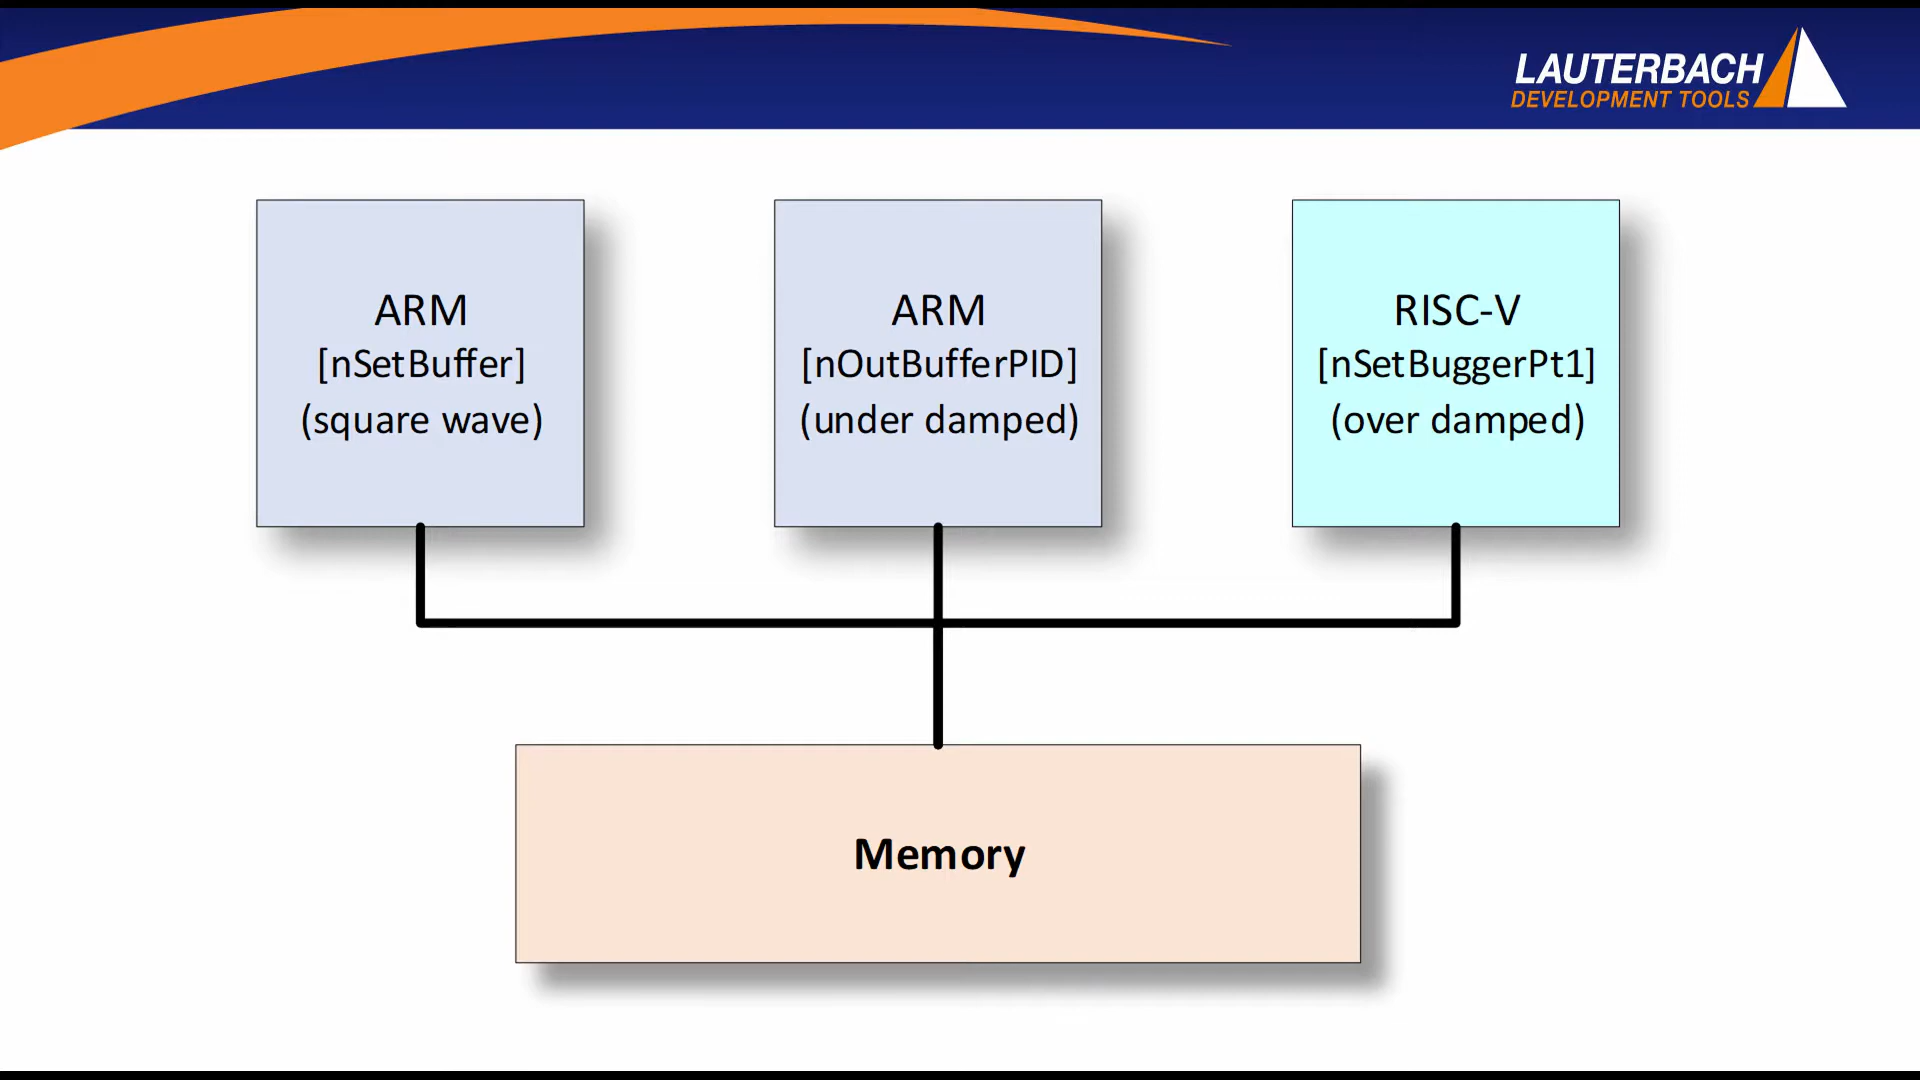 LAUTERBACH
DEVELOPMENT TOOLS
ARM
[nSetBuffer]
(square wave)
ARM
[nOutBufferPID]
(under damped)
RISC-V
[nSetBuggerPt1]
(over damped)
Memory